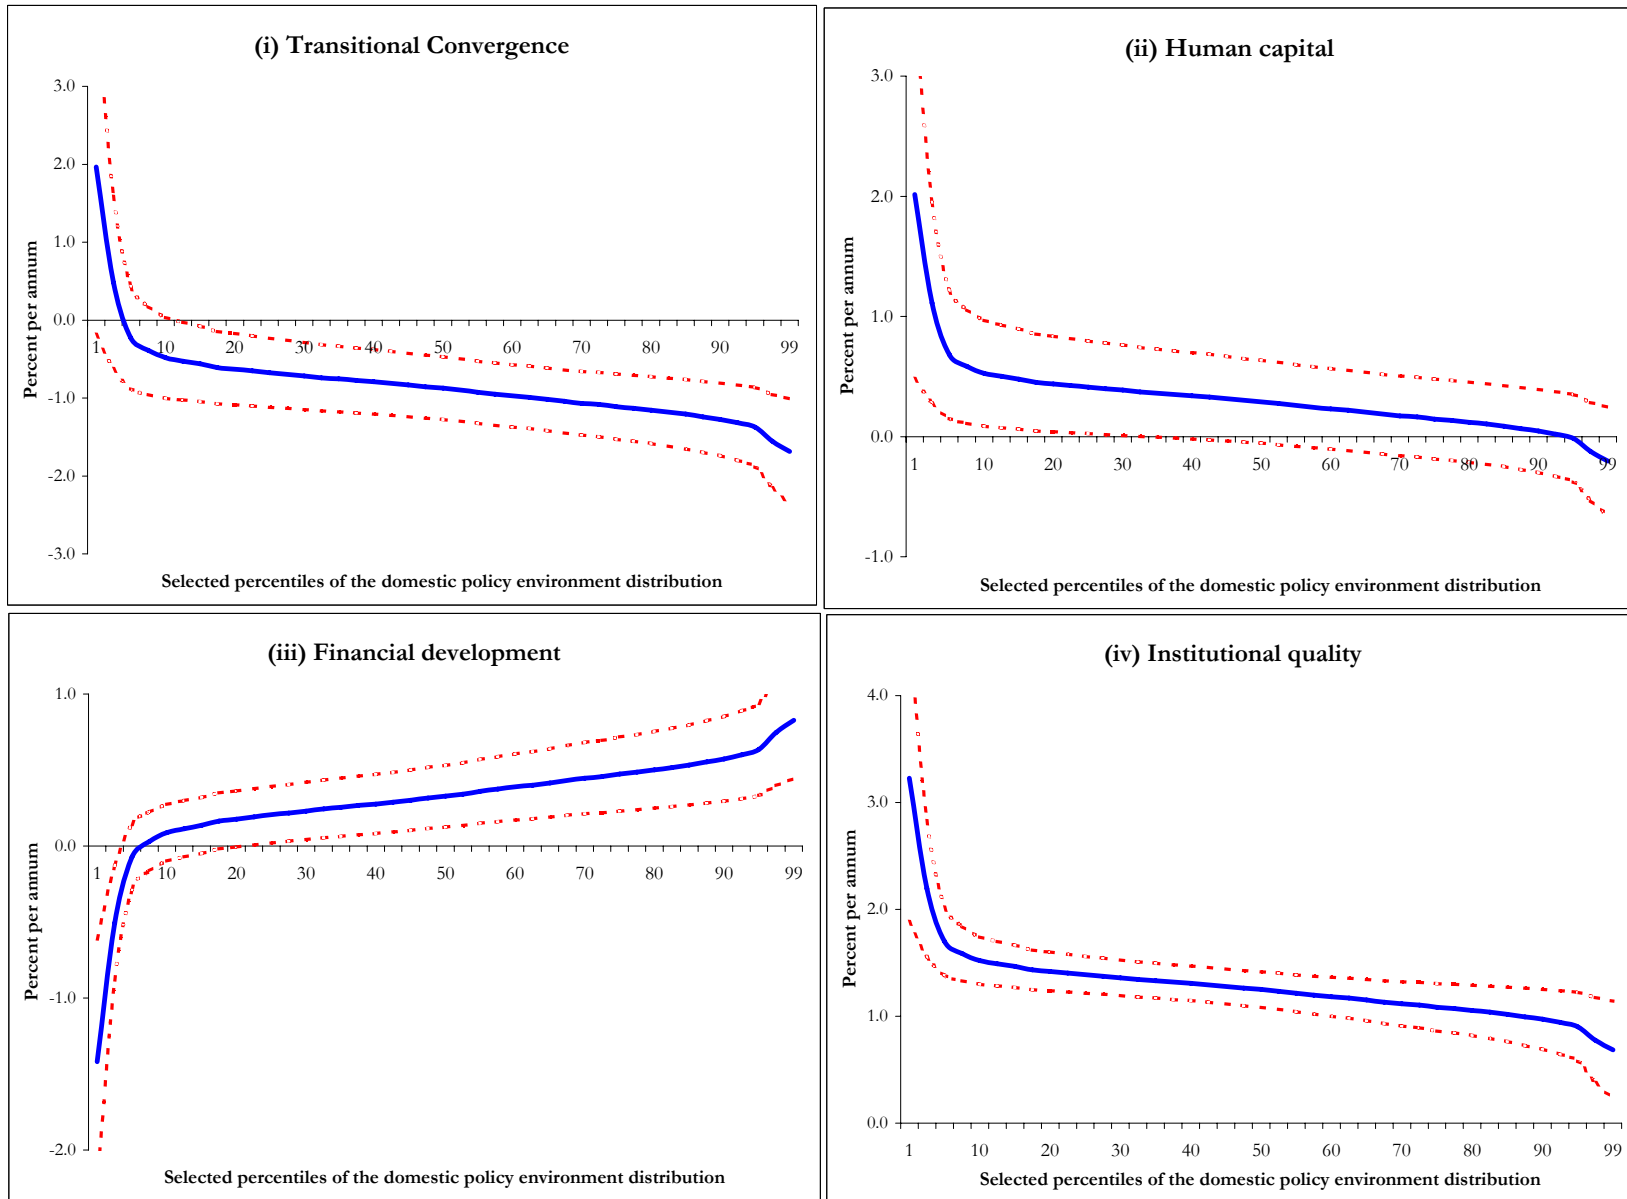 (i) Transitional Convergence
3.0
2.0
1.0
0.0
-1.0
-2.0
-3.0
1 10 20 30 40 50 60 70 80 90 99
Percent per annum
Selected percentiles of the domestic policy environment distribution
(ii) Human capital
3.0
2.0
1.0
0.0
-1.0
1 10 20 30 40 50 60 70 80 90 99
Percent per annum
Selected percentiles of the domestic policy environment distribution
(iii) Financial development
1.0
0.0
-1.0
-2.0
1 10 20 30 40 50 60 70 80 90 99
Percent per annum
Selected percentiles of the domestic policy environment distribution
(iv) Institutional quality
4.0
3.0
2.0
1.0
0.0
1 10 20 30 40 50 60 70 80 90 99
Percent per annum
Selected percentiles of the domestic policy environment distribution